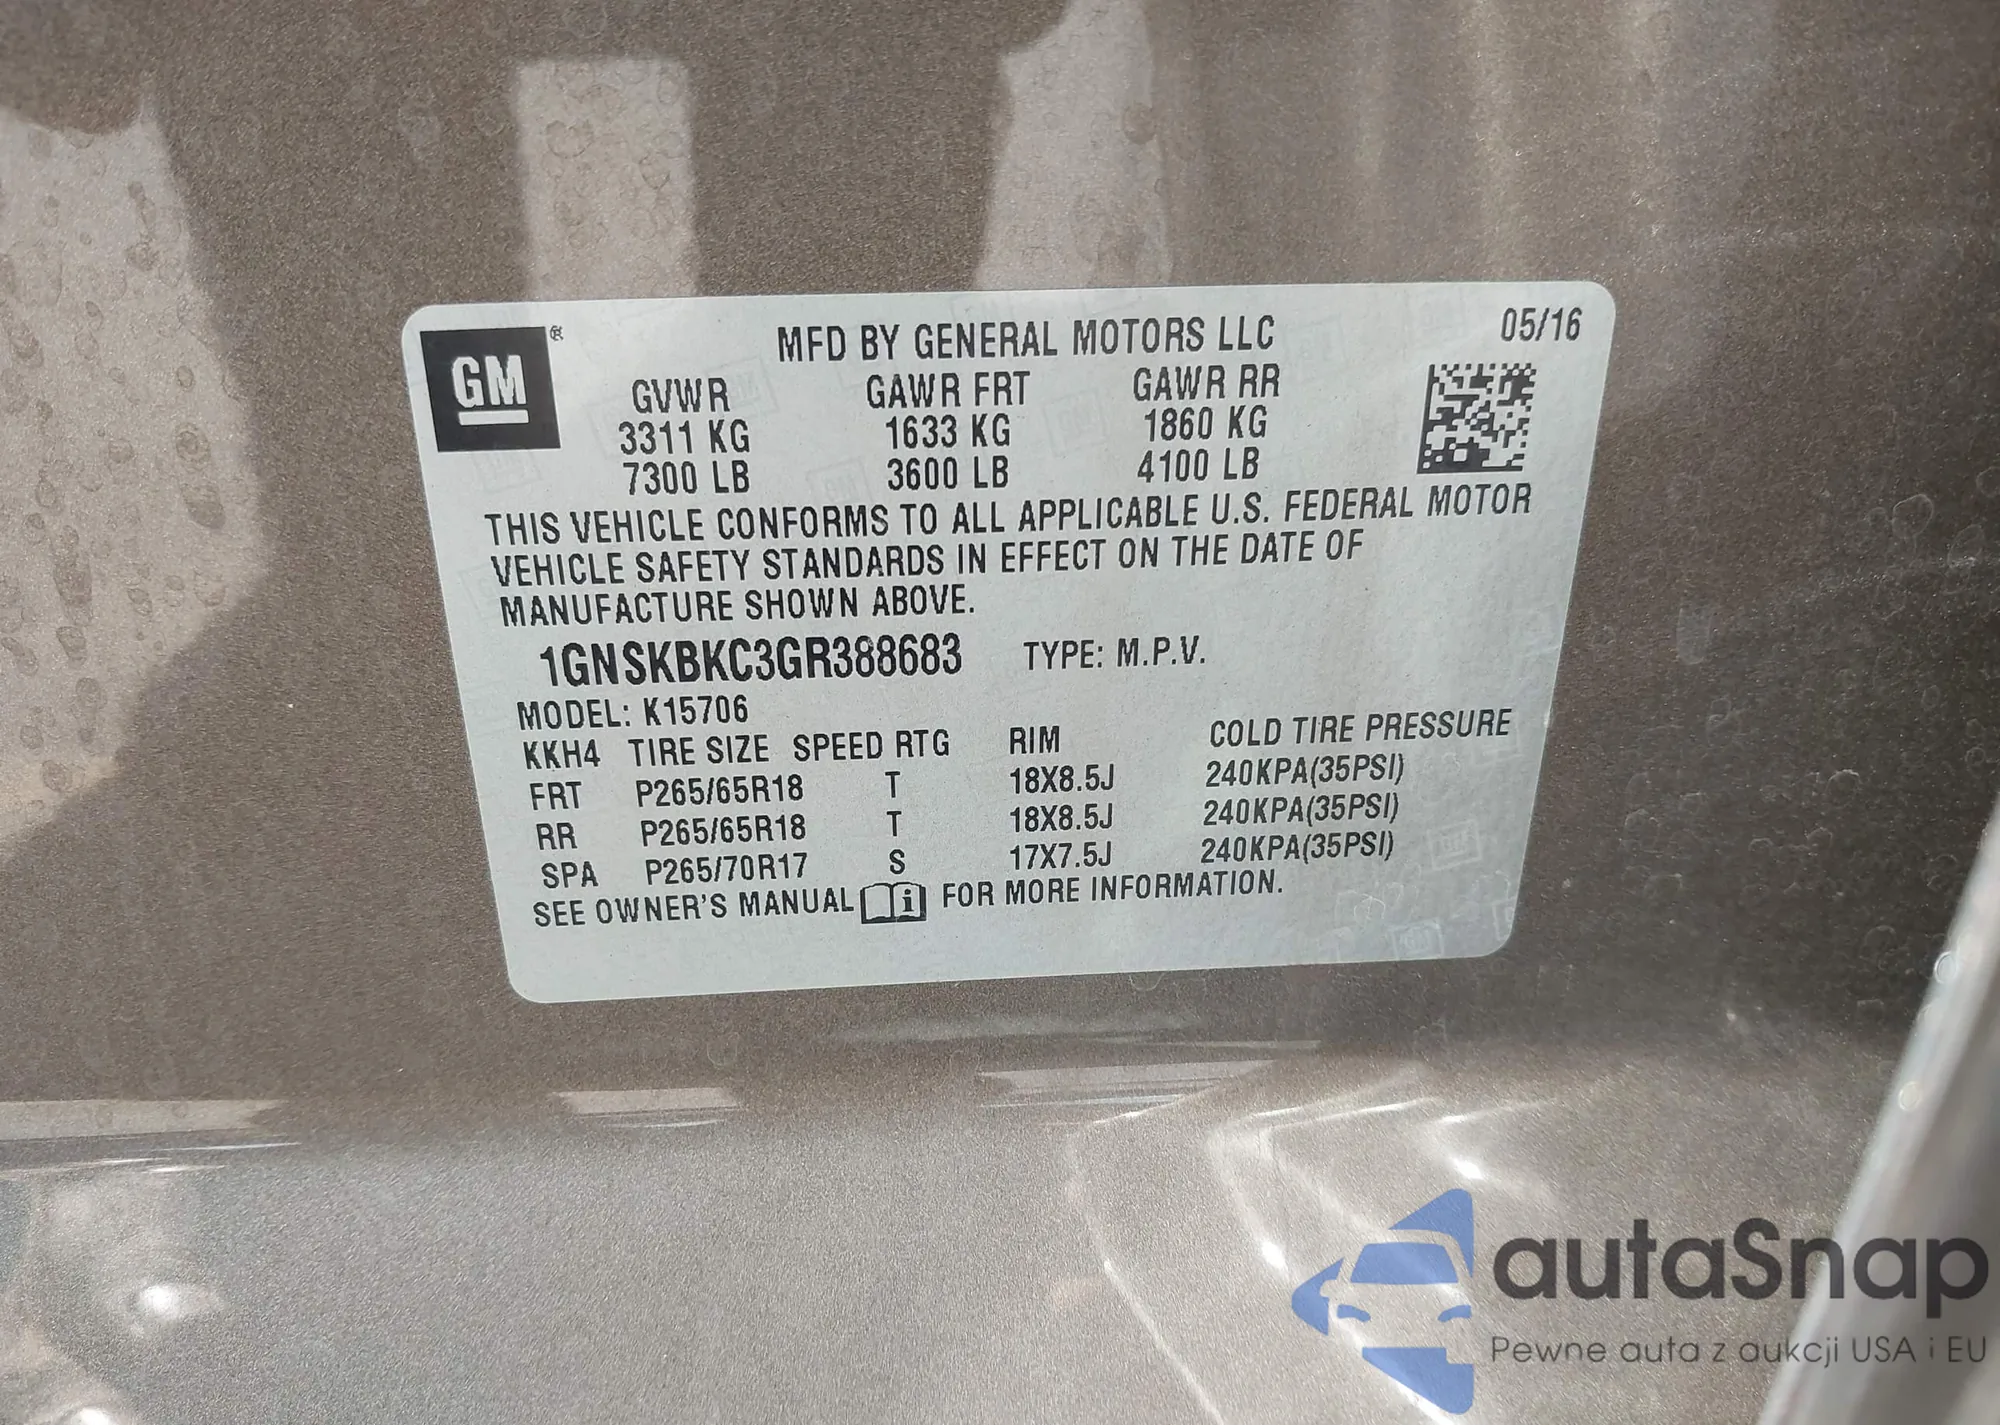 GM
MFD BY GENERAL MOTORS LLC 05/16
GVWR GAWR FRT GAWR RR
3311 KG 1633 KG 1860 KG
7300 LB 3600 LB 4100 LB
THIS VEHICLE CONFORMS TO ALL APPLICABLE U.S. FEDERAL MOTOR
VEHICLE SAFETY STANDARDS IN EFFECT ON THE DATE OF
MANUFACTURE SHOWN ABOVE.
1GNSKBKC3GR388683 TYPE: M.P.V.
MODEL: K15706
KKH4 TIRE SIZE SPEED RTG RIM COLD TIRE PRESSURE
FRT P265/65R18 T 18X8.5J 240KPA(35PSI)
RR P265/65R18 T 18X8.5J 240KPA(35PSI)
SPA P265/70R17 S 17X7.5J 240KPA(35PSI)
SEE OWNER'S MANUAL i FOR MORE INFORMATION.
autaSnap
Pewne auta z aukcji USA i EU